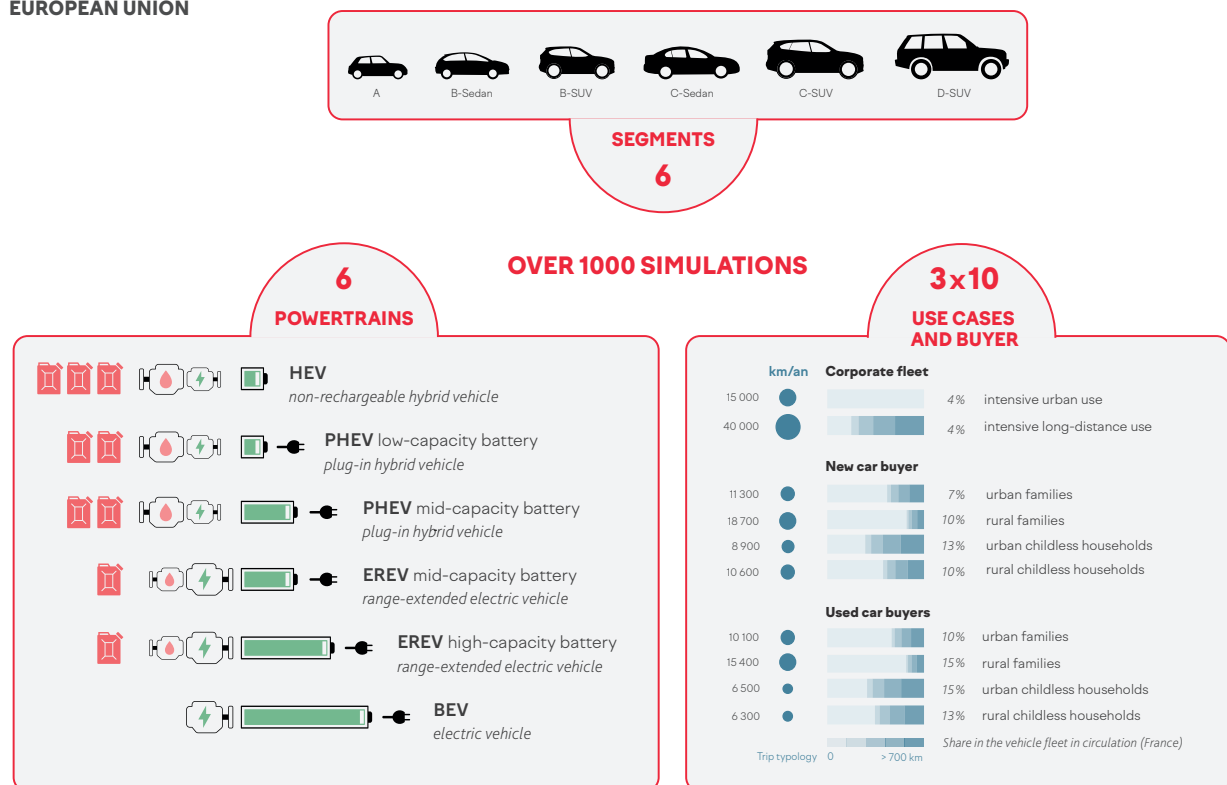 EUROPEAN UNION
A
B-Sedan
B-SUV
C-Sedan
C-SUV
D-SUV
SEGMENTS
6
OVER 1000 SIMULATIONS
6
POWERTRAINS
HEV
non-rechargeable hybrid vehicle
PHEV low-capacity battery
plug-in hybrid vehicle
PHEV mid-capacity battery
plug-in hybrid vehicle
EREV mid-capacity battery
range-extended electric vehicle
EREV high-capacity battery
range-extended electric vehicle
BEV
electric vehicle
3x10
USE CASES
AND BUYER
km/an Corporate fleet
15 000 4% intensive urban use
40 000 4% intensive long-distance use
New car buyer
11 300 7% urban families
18 700 10% rural families
8 900 13% urban childless households
10 600 10% rural childless households
Used car buyers
10 100 10% urban families
15 400 15% rural families
6 500 15% urban childless households
6 300 13% rural childless households
Share in the vehicle fleet in circulation (France)
Trip typology 0 > 700 km